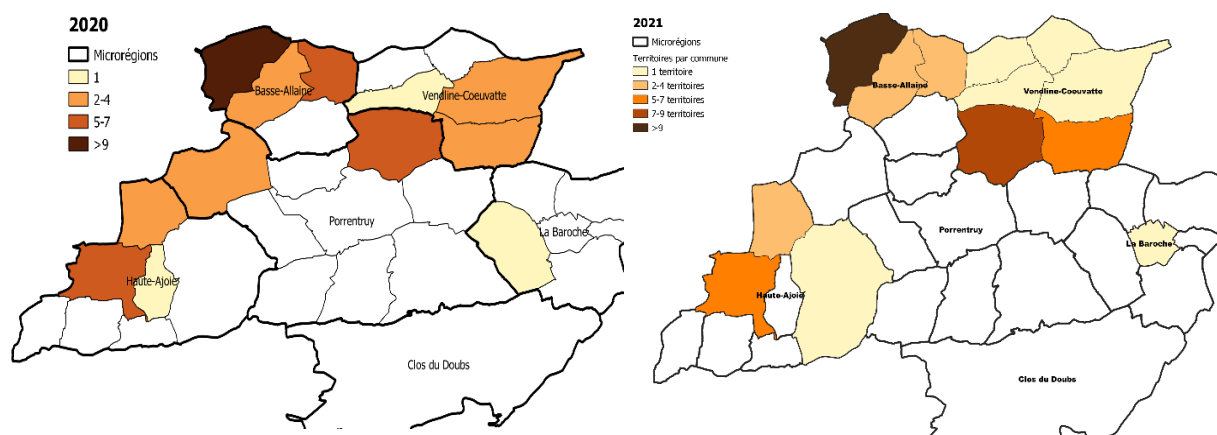 2020
Microrégions
1
2-4
5-7
>9
Basse-Allaine
Vendline-Coeuvatte
Porrentruy
La Baroche
Haute-Ajoie
Clos du Doubs
2021
Microrégions
Territoires par commune
1 territoire
2-4 territoires
5-7 territoires
7-9 territoires
>9
Basse-Allaine
Vendline-Coeuvatte
Porrentruy
La Baroche
Haute-Ajoie
Clos du Doubs